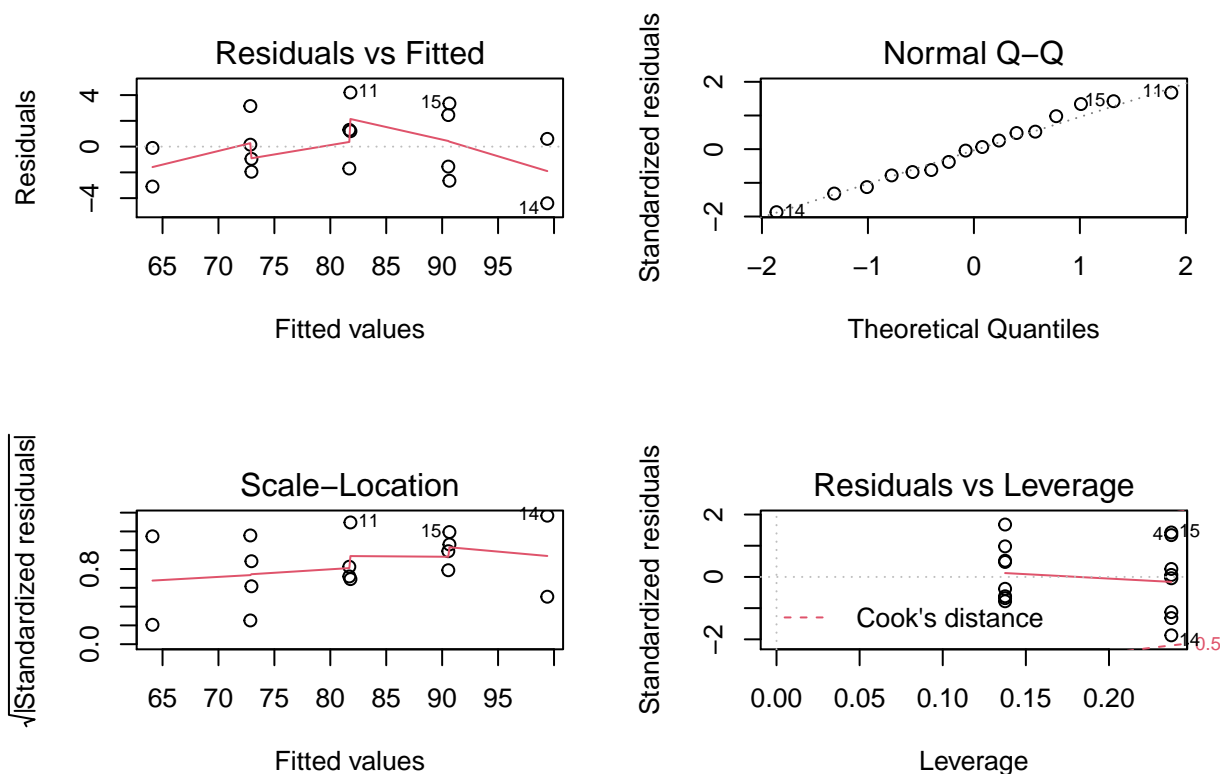 Residuals vs Fitted
Residuals
4
0
−4
11
15
14
65 70 75 80 85 90 95
Fitted values
Normal Q−Q
Standardized residuals
2
0
−2
14
15
11
−2 −1 0 1 2
Theoretical Quantiles
Scale−Location
√|Standardized residuals|
0.8
0.0
11
15
14
65 70 75 80 85 90 95
Fitted values
Residuals vs Leverage
Standardized residuals
2
0
−2
4
15
14
0.5
Cook's distance
0.00 0.05 0.10 0.15 0.20
Leverage